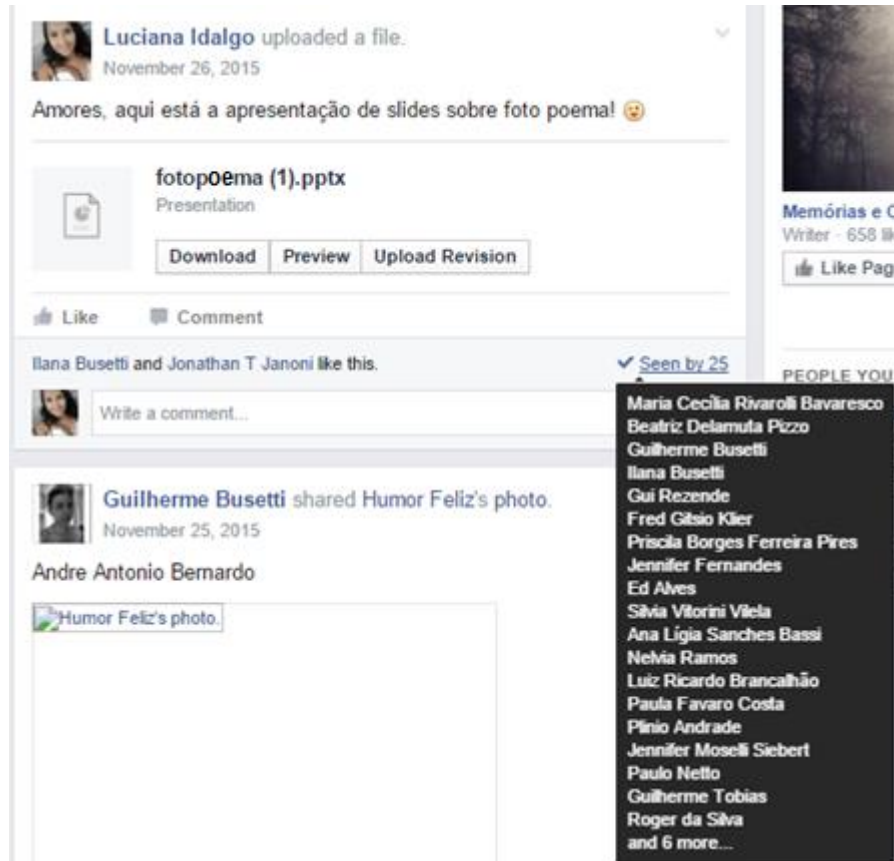 Luciana Idalgo uploaded a file.
November 26, 2015
Amores, aqui está a apresentação de slides sobre foto poema!
fotopoema (1).pptx
Presentation
Download Preview Upload Revision
Like Comment
Ilana Busetti and Jonathan T Janoni like this.
Seen by 25
Write a comment...
Guilherme Busetti shared Humor Feliz's photo.
November 25, 2015
Andre Antonio Bernardo
Humor Feliz's photo.
Memórias e
Writer · 658
Like Pag
PEOPLE YOU
Maria Cecília Rivarolli Bavaresco
Beatriz Delamuta Pizzo
Guilherme Busetti
Ilana Busetti
Gui Rezende
Fred Gitsio Klier
Priscila Borges Ferreira Pires
Jennifer Fernandes
Ed Alves
Silvia Vitorini Vilela
Ana Lígia Sanches Bassi
Nelvia Ramos
Luiz Ricardo Brancalhão
Paula Favaro Costa
Plinio Andrade
Jennifer Moselli Siebert
Paulo Netto
Guilherme Tobias
Roger da Silva
and 6 more...